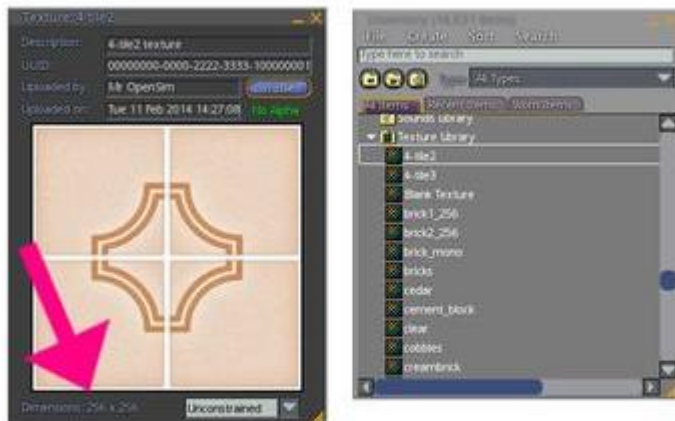 Texture: 4-tile2
Description: 4-tile2 texture
UUID: 00000000-0000-2222-3333-100000001
Uploaded by: Mr OpenSim
Uploaded on: Tue 11 Feb 2014 14:27:08 No Alpha
Dimensions: 256 x 256 Unconstrained
File Create Sort Search
Type here to search
All Types
All Items Recent Items Worn Items
Sounds Library
Texture Library
4-tile2
4-tile3
Blank Texture
brick1_256
brick2_256
brick_mono
bricks
cedar
cement_block
clear
cobbles
creambrick